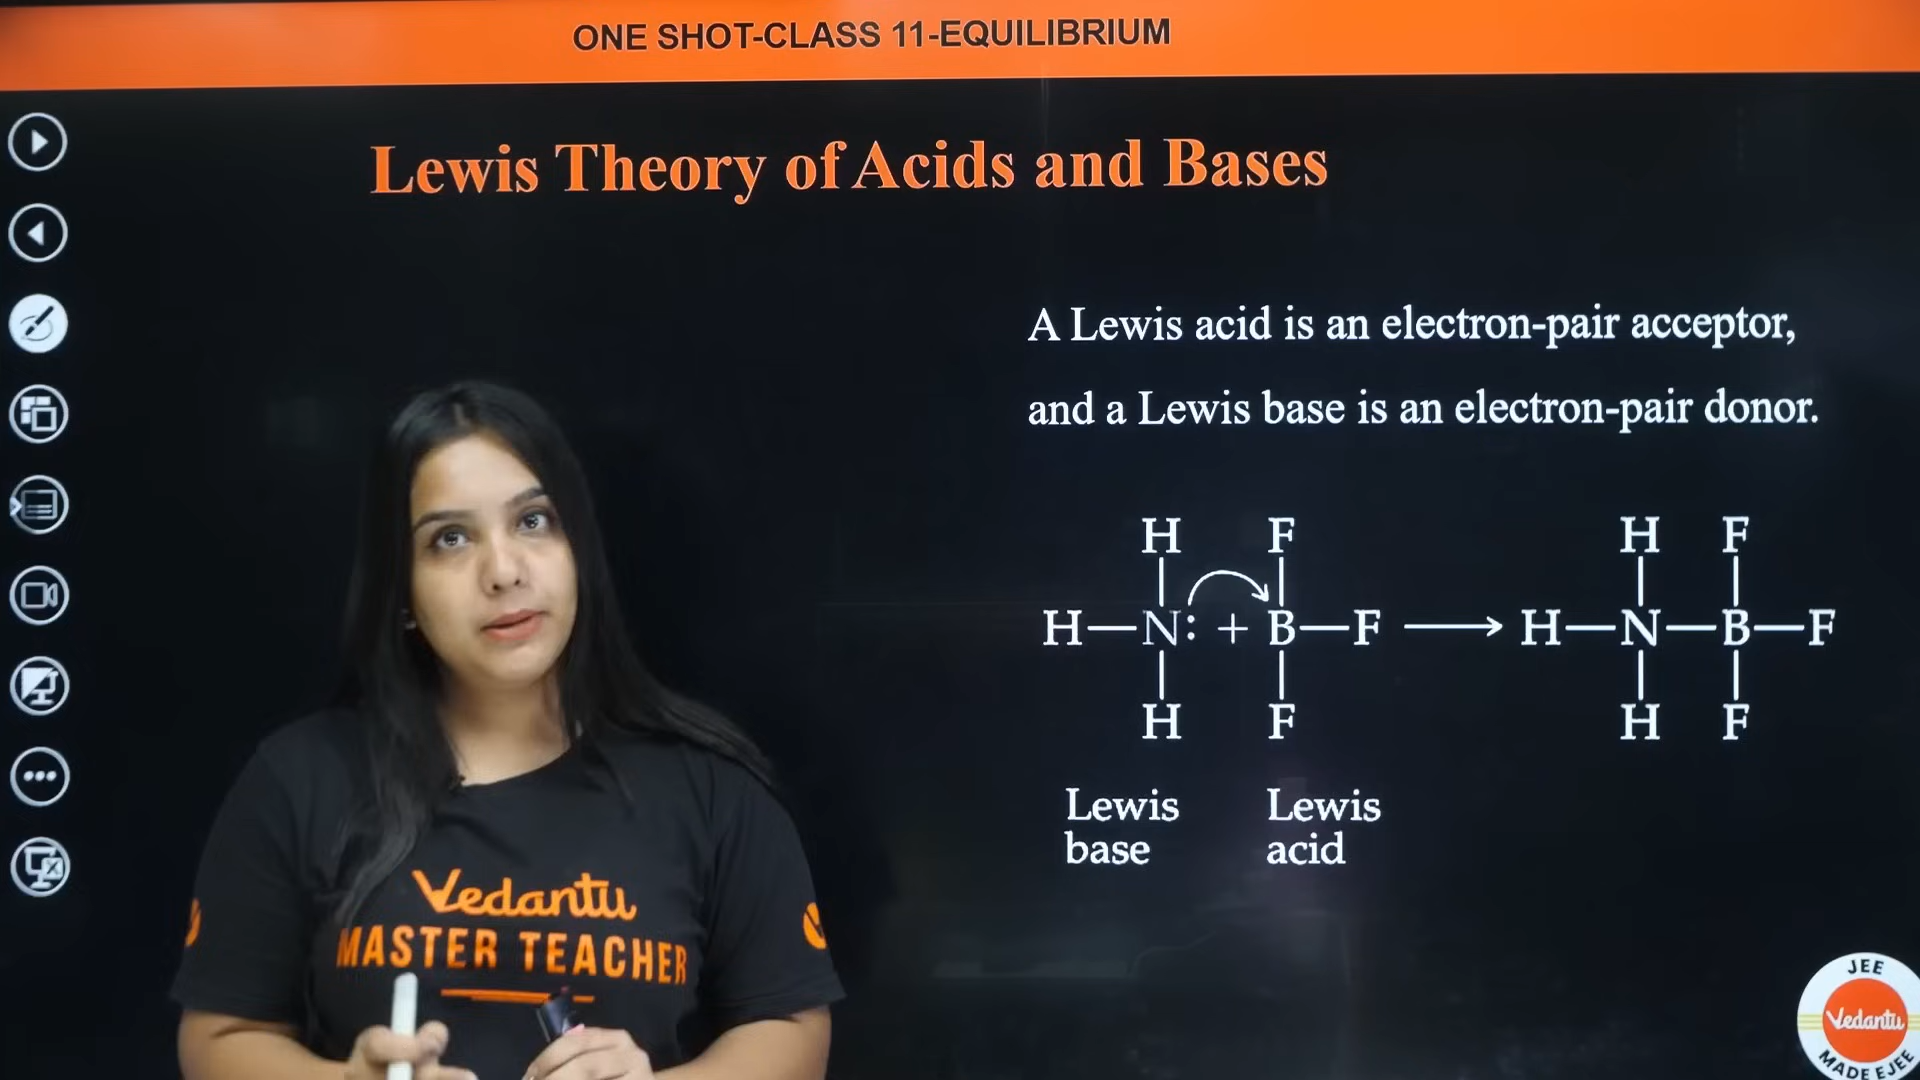 ONE SHOT-CLASS 11-EQUILIBRIUM
Lewis Theory of Acids and Bases
A Lewis acid is an electron-pair acceptor,
and a Lewis base is an electron-pair donor.
H F H F
H—N: + B—F ⟶ H—N—B—F
H F H F
Lewis Lewis
base acid
Vedantu
MASTER TEACHER
JEE
Vedantu
MADE EJEE